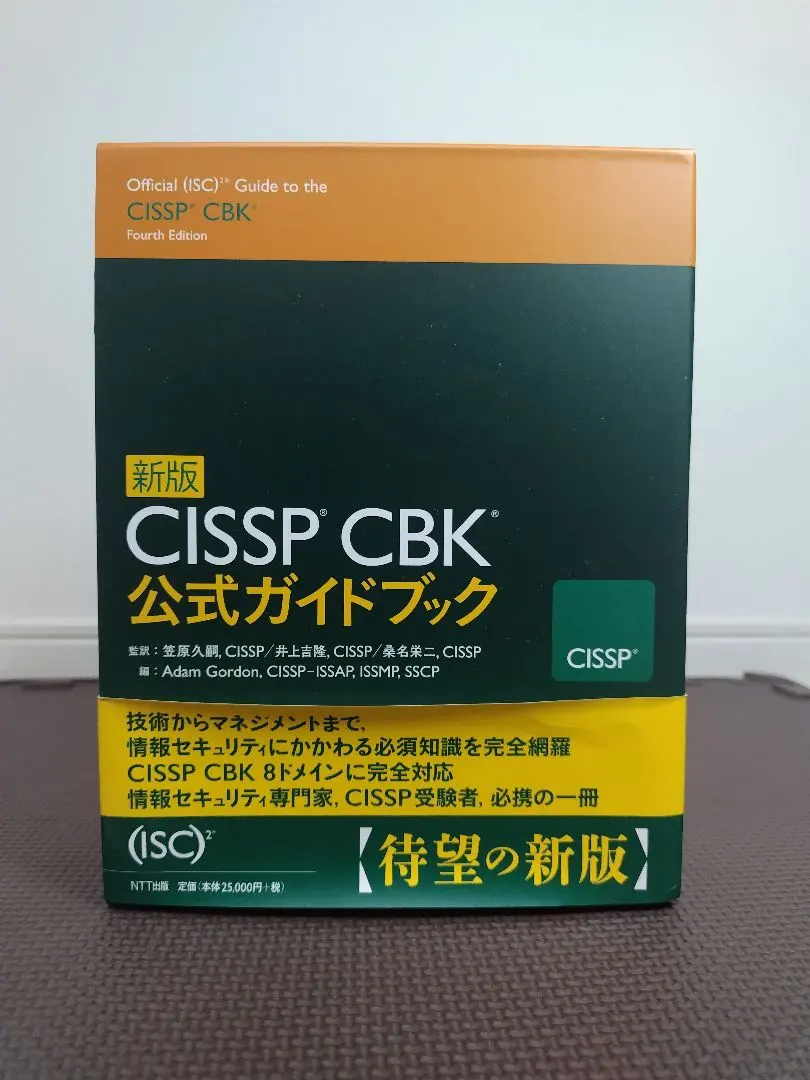 Official (ISC)²® Guide to the
CISSP® CBK®
Fourth Edition
新版
CISSP® CBK®
公式ガイドブック
監訳：笠原久嗣, CISSP／井上吉隆, CISSP／桑名栄二, CISSP
編：Adam Gordon, CISSP-ISSAP, ISSMP, SSCP
CISSP®
技術からマネジメントまで,
情報セキュリティにかかわる必須知識を完全網羅
CISSP CBK 8ドメインに完全対応
情報セキュリティ専門家, CISSP受験者, 必携の一冊
(ISC)²®
【待望の新版】
NTT出版 定価(本体25,000円+税)